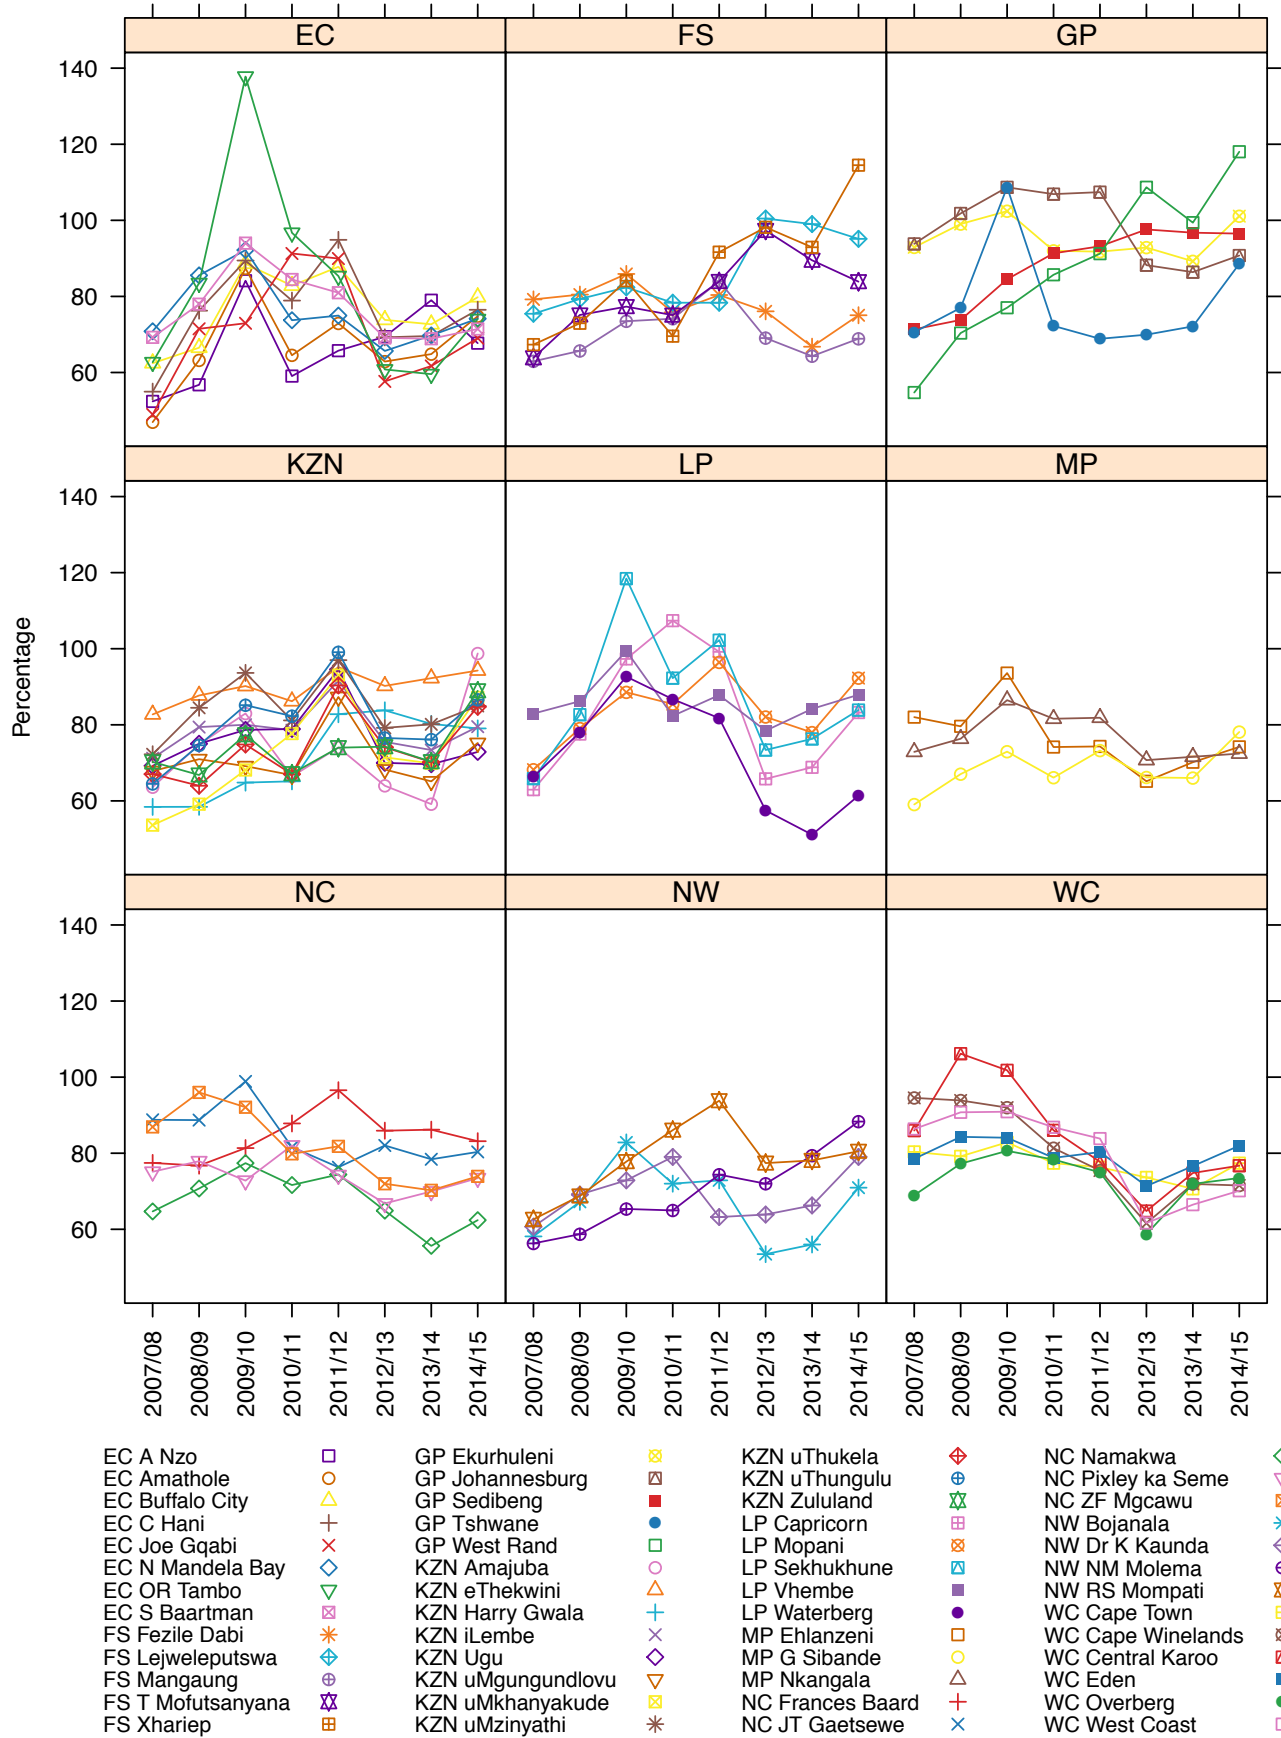 EC FS GP
140
120
100
80
60
KZN LP MP
140
120
100
80
60
Percentage
NC NW WC
140
120
100
80
60
2007/08 2008/09 2009/10 2010/11 2011/12 2012/13 2013/14 2014/15 2007/08 2008/09 2009/10 2010/11 2011/12 2012/13 2013/14 2014/15 2007/08 2008/09 2009/10 2010/11 2011/12 2012/13 2013/14 2014/15
EC A Nzo GP Ekurhuleni KZN uThukela NC Namakwa
EC Amathole GP Johannesburg KZN uThungulu NC Pixley ka Seme
EC Buffalo City GP Sedibeng KZN Zululand NC ZF Mgcawu
EC C Hani GP Tshwane LP Capricorn NW Bojanala
EC Joe Gqabi GP West Rand LP Mopani NW Dr K Kaunda
EC N Mandela Bay KZN Amajuba LP Sekhukhune NW NM Molema
EC OR Tambo KZN eThekwini LP Vhembe NW RS Mompati
EC S Baartman KZN Harry Gwala LP Waterberg WC Cape Town
FS Fezile Dabi KZN iLembe MP Ehlanzeni WC Cape Winelands
FS Lejweleputswa KZN Ugu MP G Sibande WC Central Karoo
FS Mangaung KZN uMgungundlovu MP Nkangala WC Eden
FS T Mofutsanyana KZN uMkhanyakude NC Frances Baard WC Overberg
FS Xhariep KZN uMzinyathi NC JT Gaetsewe WC West Coast